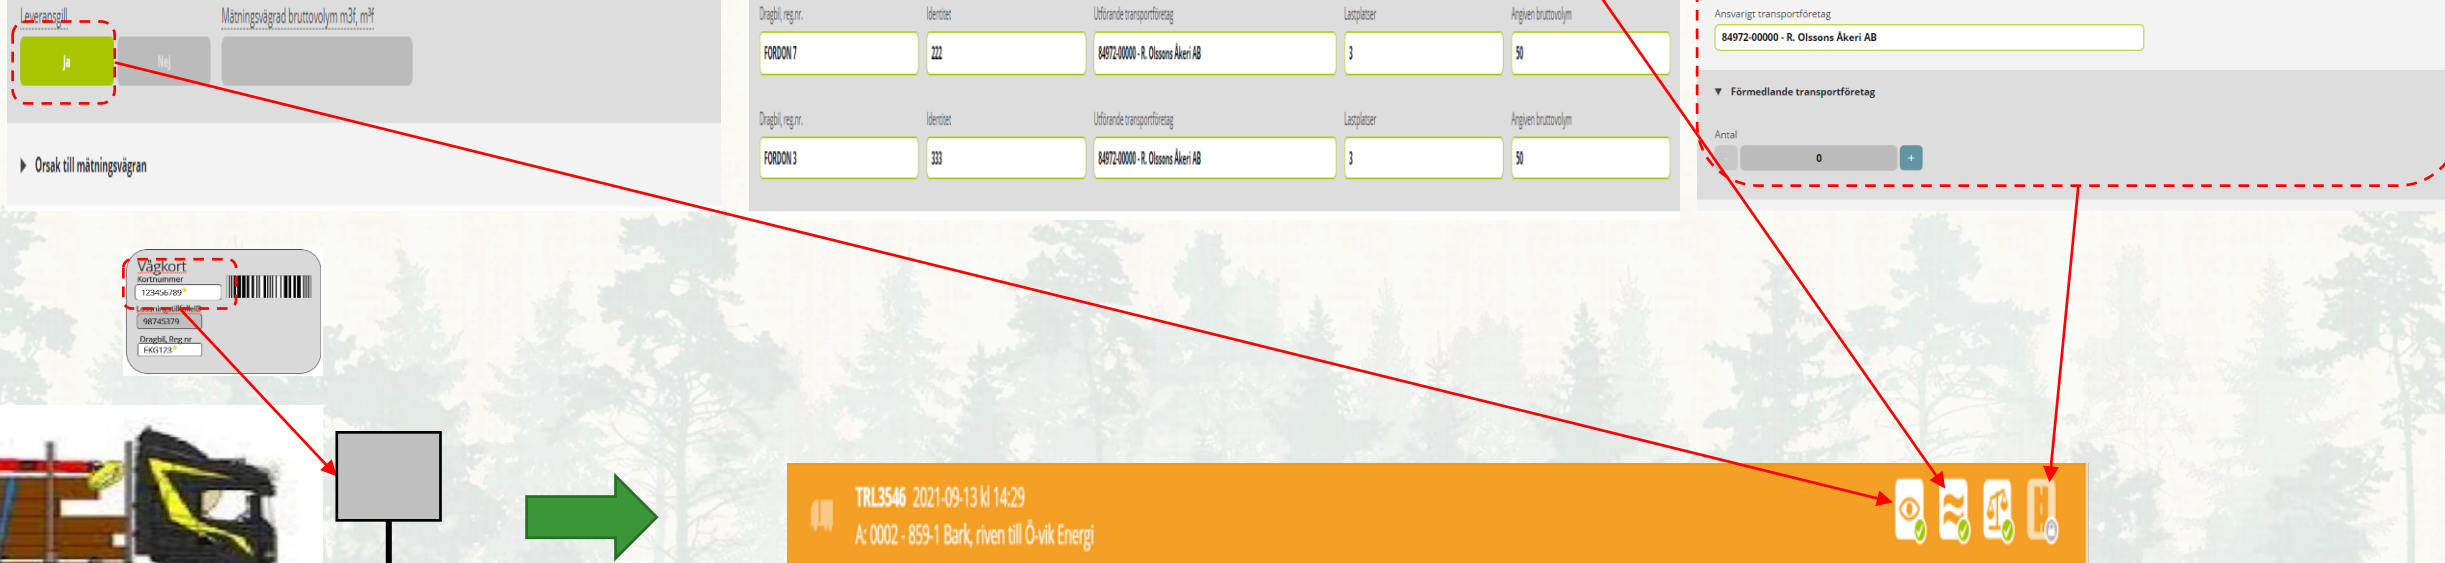 Leveransgill
Mätningsvägrad bruttovolym m3f, m³f
Ja
Nej
Orsak till mätningsvägran
Dragbil, reg.nr.
Identitet
Utförande transportföretag
Lastplatser
Angiven bruttovolym
FORDON 7
222
84972-00000 - R. Olssons Åkeri AB
3
50
Dragbil, reg.nr.
Identitet
Utförande transportföretag
Lastplatser
Angiven bruttovolym
FORDON 3
333
84972-00000 - R. Olssons Åkeri AB
3
50
Ansvarigt transportföretag
84972-00000 - R. Olssons Åkeri AB
Förmedlande transportföretag
Antal
-
0
+
Vägkort
Kortnummer
123456789*
98745379
Dragbil, Reg nr
EKG123*
TRL3546 2021-09-13 kl 14:29
A: 0002 - 859-1 Bark, riven till Ö-vik Energi